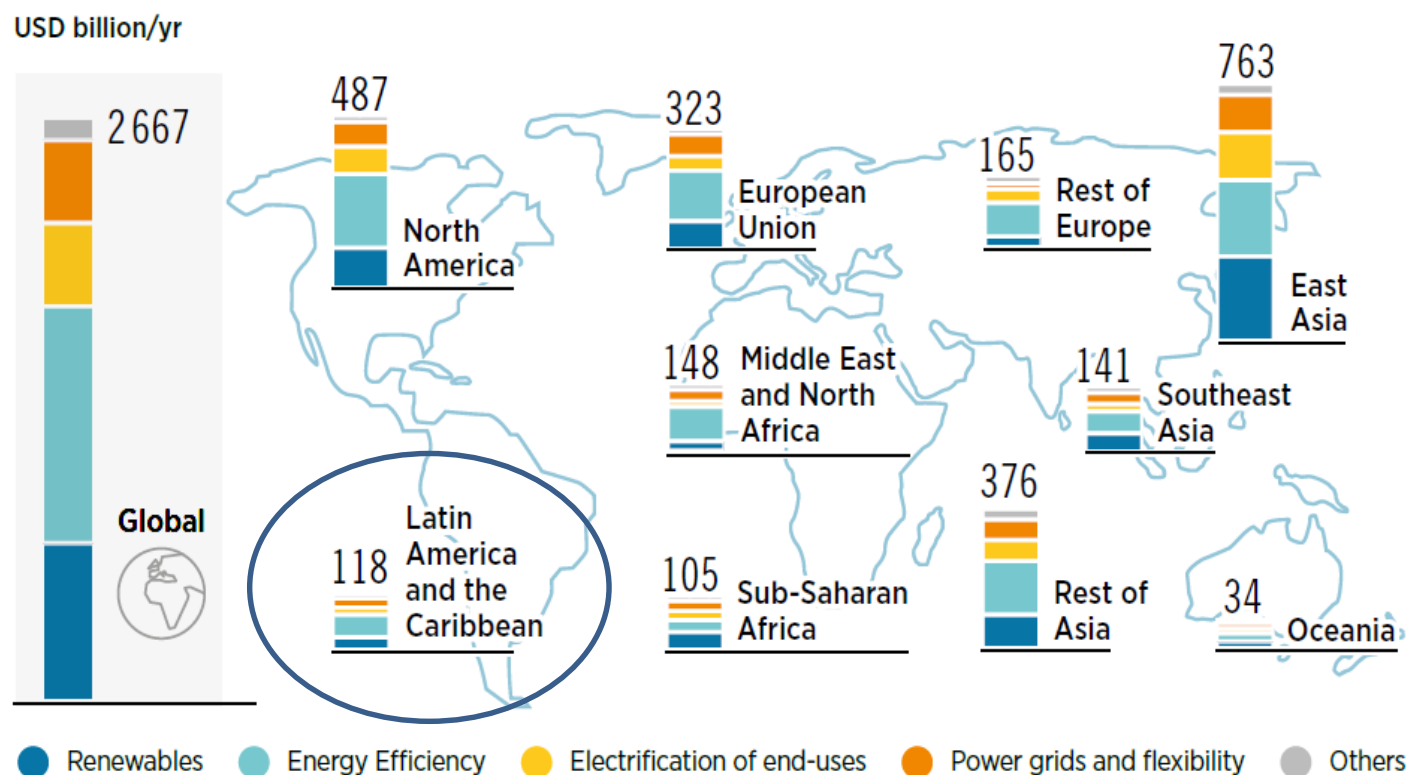 USD billion/yr
2 667
Global
487
North
America
323
European
Union
165
Rest of
Europe
763
East
Asia
148
Middle East
and North
Africa
141
Southeast
Asia
118
Latin
America
and the
Caribbean
105
Sub-Saharan
Africa
376
Rest of
Asia
34
Oceania
Renewables
Energy Efficiency
Electrification of end-uses
Power grids and flexibility
Others